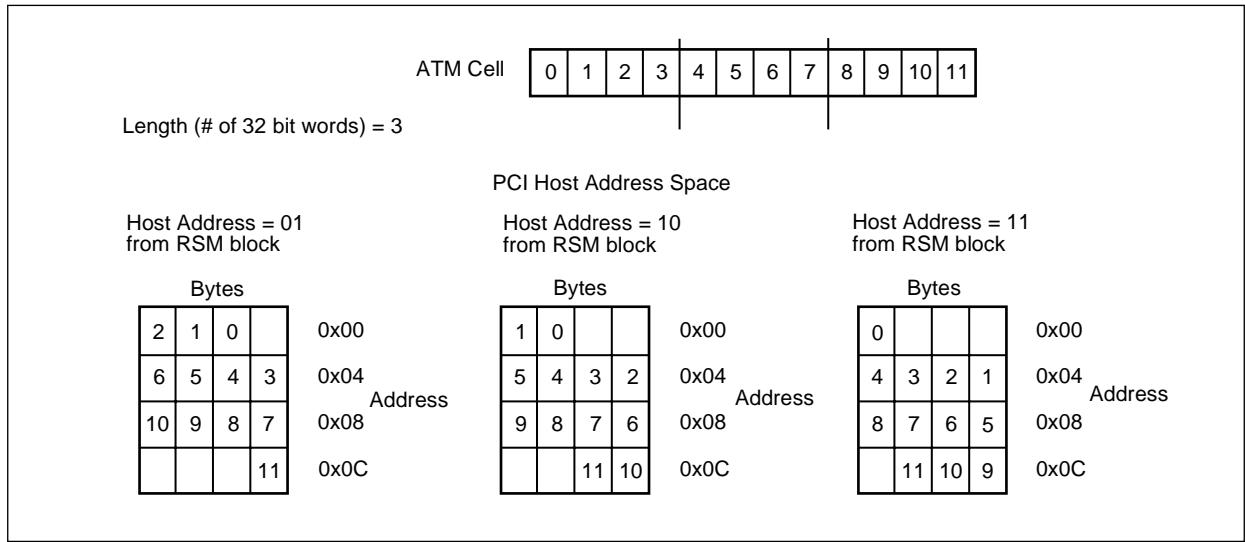 ATM Cell 0 1 2 3 4 5 6 7 8 9 10 11
Length (# of 32 bit words) = 3
PCI Host Address Space
Host Address = 01
from RSM block
Bytes
2 1 0 0x00
6 5 4 3 0x04
Address
10 9 8 7 0x08
11 0x0C
Host Address = 10
from RSM block
Bytes
1 0 0x00
5 4 3 2 0x04
Address
9 8 7 6 0x08
11 10 0x0C
Host Address = 11
from RSM block
Bytes
0 0x00
4 3 2 1 0x04
Address
8 7 6 5 0x08
11 10 9 0x0C